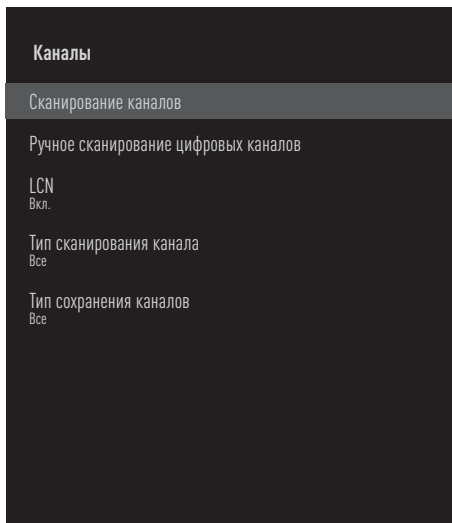 Каналы
Сканирование каналов
Ручное сканирование цифровых каналов
LCN
Вкл.
Тип сканирования канала
Все
Тип сохранения каналов
Все